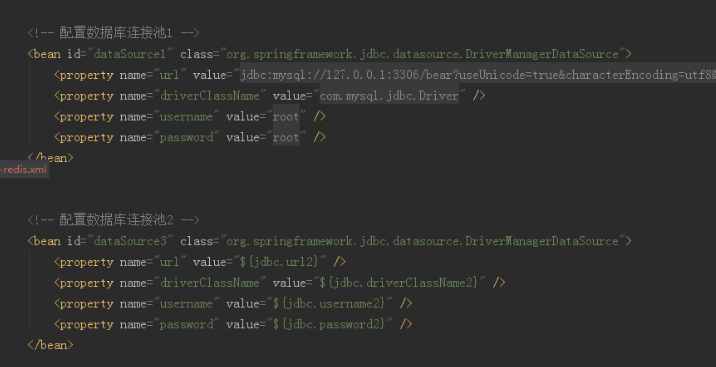 <!-- 配置数据库连接池1 -->
<bean id="dataSource1" class="org.springframework.jdbc.datasource.DriverManagerDataSource">
<property name="url" value="jdbc:mysql://127.0.0.1:3306/bear?useUnicode=true&characterEncoding=utf8&
<property name="driverClassName" value="com.mysql.jdbc.Driver" />
<property name="username" value="root" />
<property name="password" value="root" />
</bean>
-redis.xml
<!-- 配置数据库连接池2 -->
<bean id="dataSource3" class="org.springframework.jdbc.datasource.DriverManagerDataSource">
<property name="url" value="${jdbc.url2}" />
<property name="driverClassName" value="${jdbc.driverClassName2}" />
<property name="username" value="${jdbc.username2}" />
<property name="password" value="${jdbc.password2}" />
</bean>